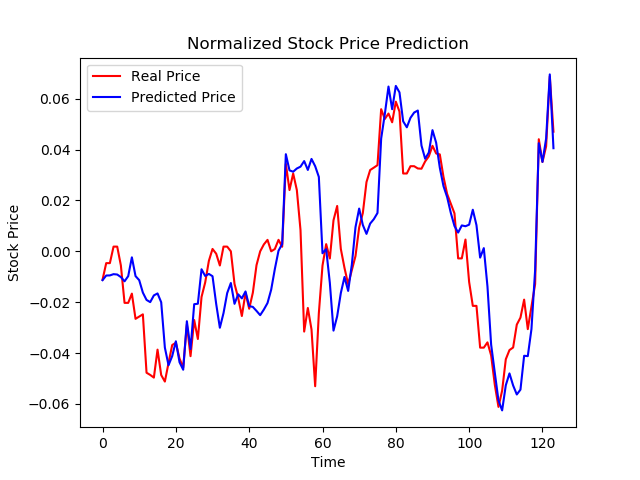 Normalized Stock Price Prediction
Real Price
Predicted Price
Stock Price
0.06
0.04
0.02
0.00
−0.02
−0.04
−0.06
0 20 40 60 80 100 120
Time